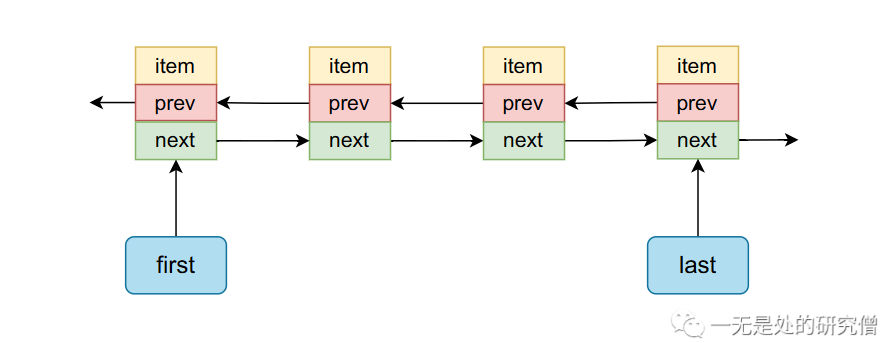 item item item item
prev prev prev prev
next next next next
first last
一无是处的研究僧